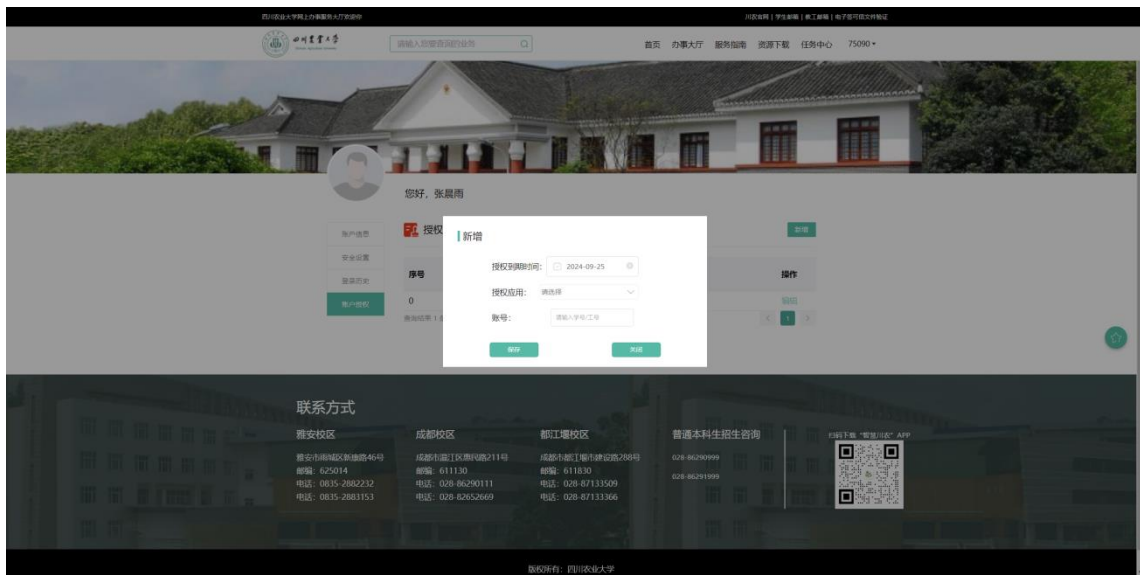 四川农业大学网上办事服务大厅欢迎你
川农官网 | 学生邮箱 | 教工邮箱 | 电子签可信文件验证
四川农业大学
请输入您要查询的业务
首页 办事大厅 服务指南 资源下载 任务中心 75090
您好，张晨雨
账户信息
安全设置
登录历史
账户授权
授权
新增
序号
操作
0
编辑
查询结果 1
1
新增
授权到期时间： 2024-09-25
授权应用： 请选择
账号： 请输入学号/工号
保存
关闭
联系方式
雅安校区
雅安市雨城区新康路46号
邮编：625014
电话：0835-2882232
电话：0835-2883153
成都校区
成都市温江区惠民路211号
邮编：611130
电话：028-86290111
电话：028-82652669
都江堰校区
成都市都江堰市建设路288号
邮编：611830
电话：028-87133509
电话：028-87133366
普通本科生招生咨询
028-86290999
028-86291999
扫码下载 "智慧川农" APP
版权所有：四川农业大学